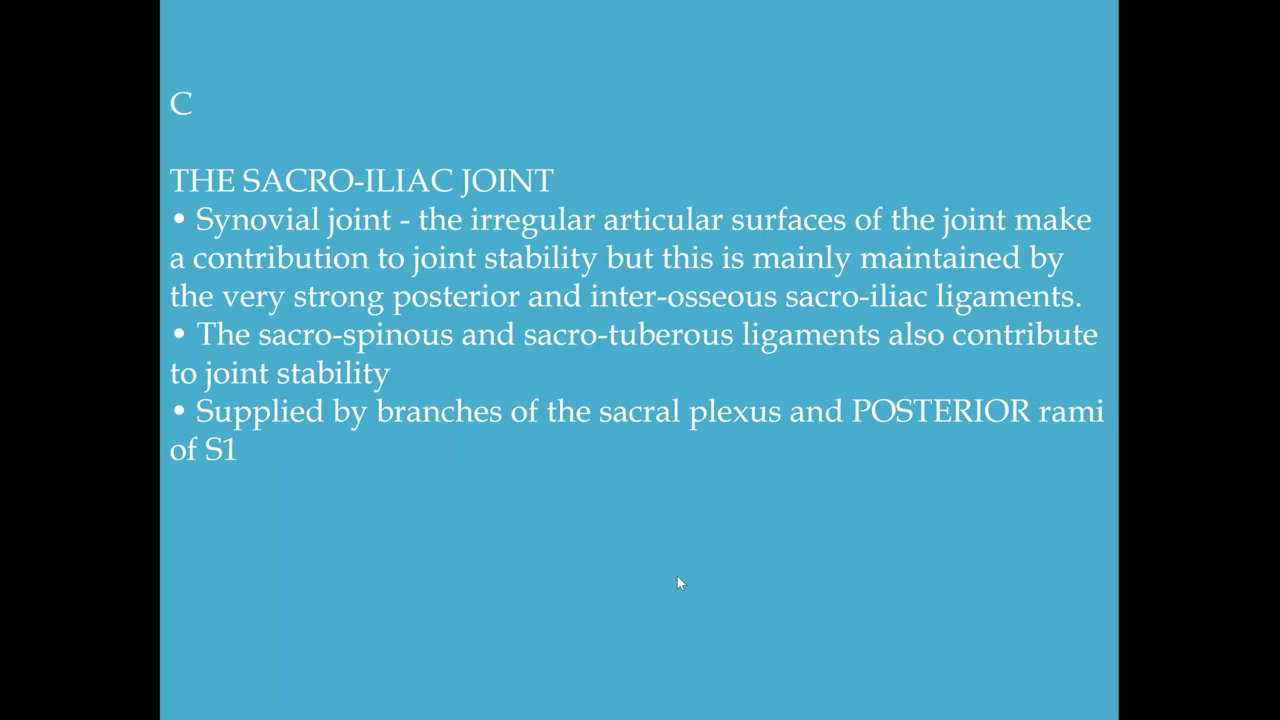 C
THE SACRO-ILIAC JOINT
• Synovial joint - the irregular articular surfaces of the joint make
a contribution to joint stability but this is mainly maintained by
the very strong posterior and inter-osseous sacro-iliac ligaments.
• The sacro-spinous and sacro-tuberous ligaments also contribute
to joint stability
• Supplied by branches of the sacral plexus and POSTERIOR rami
of S1